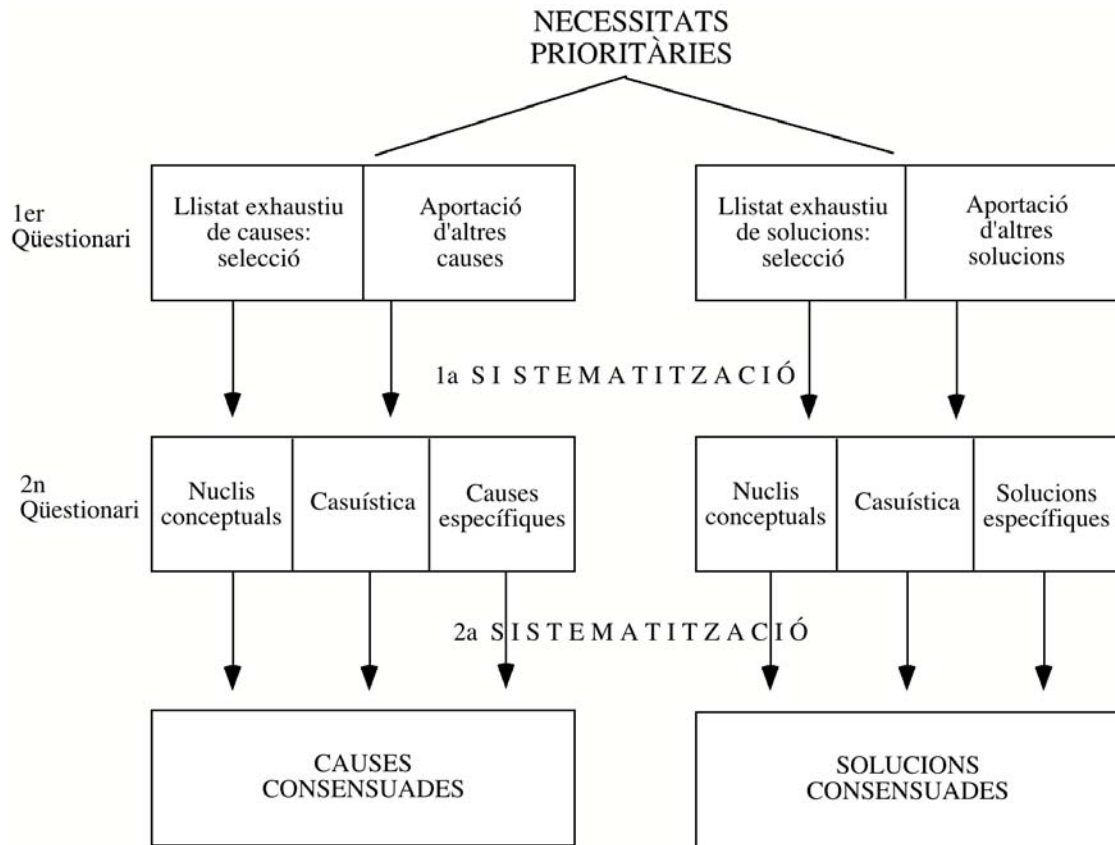 NECESSITATS
PRIORITÀRIES
1er
Qüestionari
Llistat exhaustiu
de causes:
selecció
Aportació
d'altres
causes
Llistat exhaustiu
de solucions:
selecció
Aportació
d'altres
solucions
1a SISTEMATITZACIÓ
2n
Qüestionari
Nuclis
conceptuals
Casuística
Causes
específiques
Nuclis
conceptuals
Casuística
Solucions
específiques
2a SISTEMATITZACIÓ
CAUSES
CONSENSUADES
SOLUCIONS
CONSENSUADES